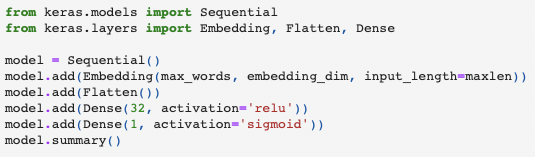 from keras.models import Sequential
from keras.layers import Embedding, Flatten, Dense

model = Sequential()
model.add(Embedding(max_words, embedding_dim, input_length=maxlen))
model.add(Flatten())
model.add(Dense(32, activation='relu'))
model.add(Dense(1, activation='sigmoid'))
model.summary()